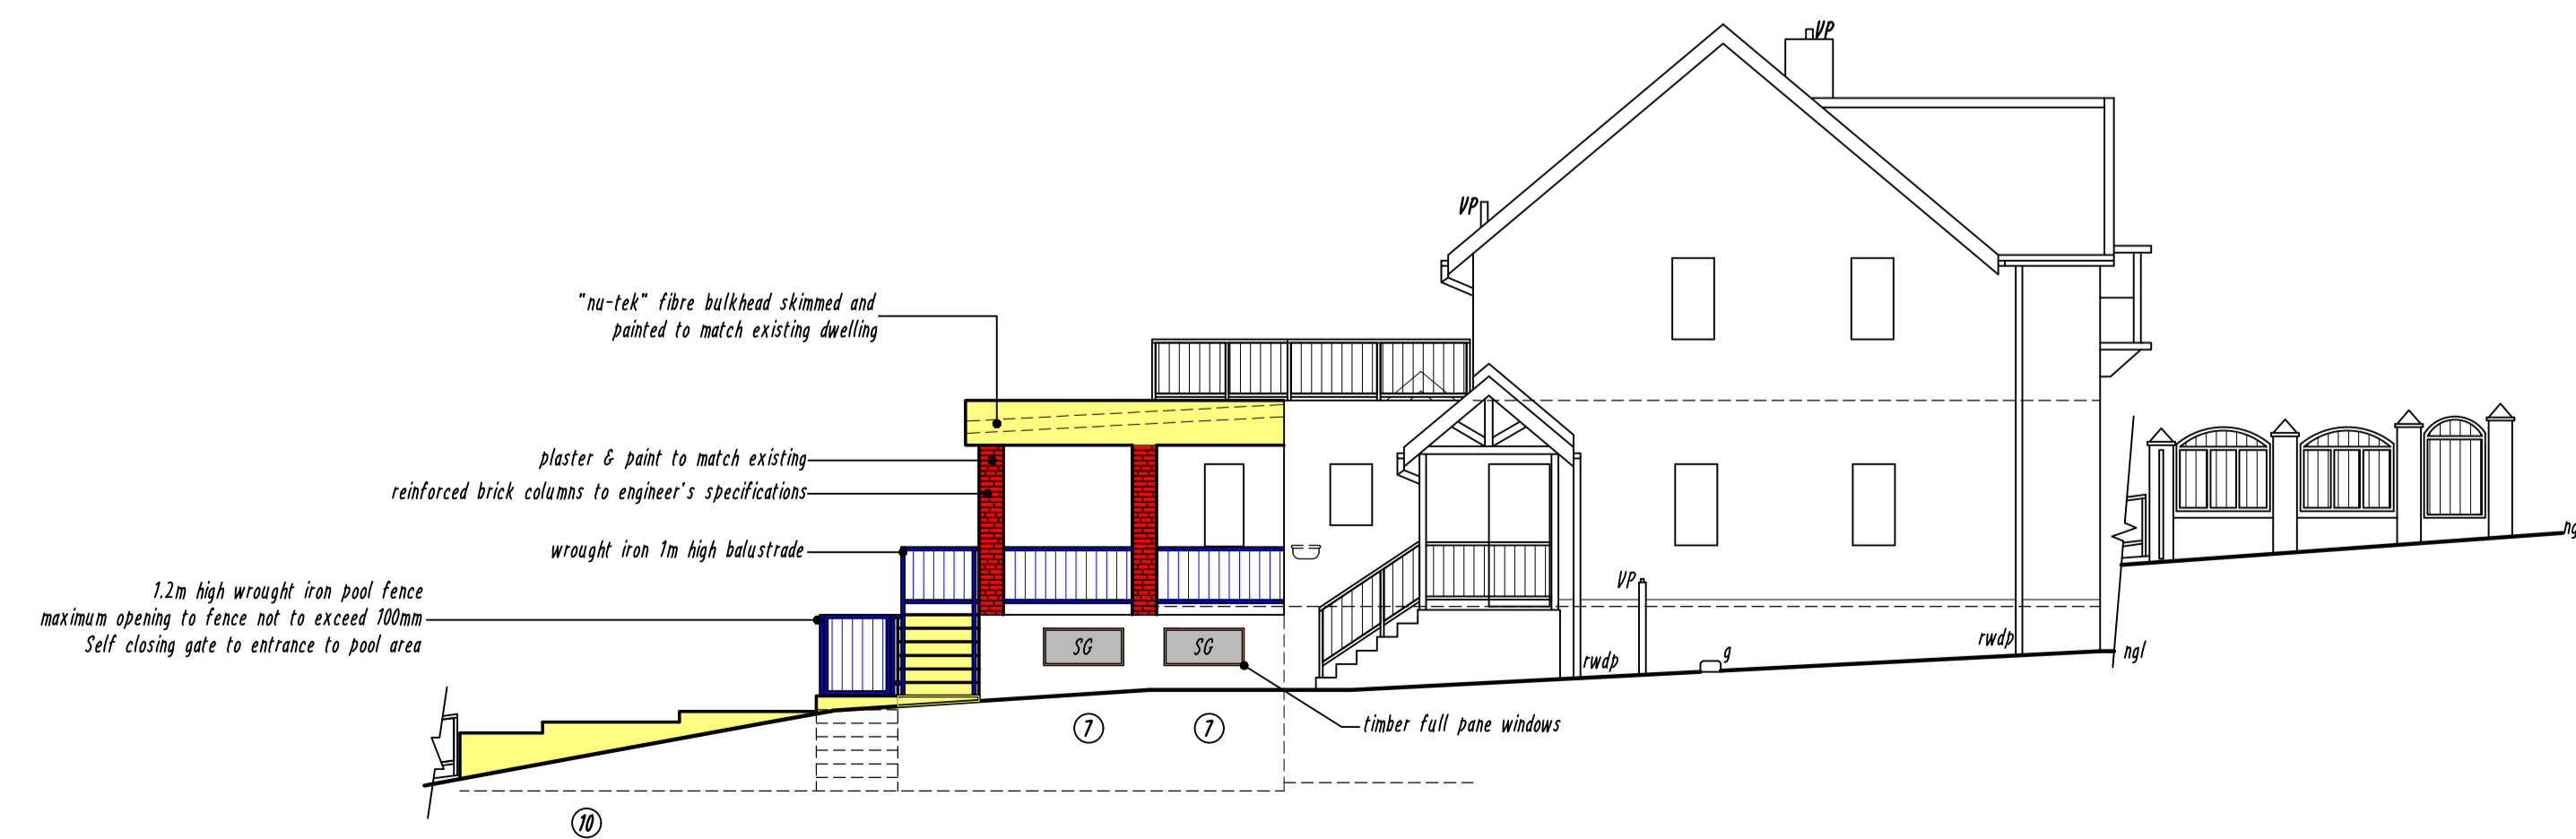 VP
VP
"nu-tek" fibre bulkhead skimmed and
painted to match existing dwelling
plaster & paint to match existing
reinforced brick columns to engineer's specifications
wrought iron 1m high balustrade
1.2m high wrought iron pool fence
maximum opening to fence not to exceed 100mm
Self closing gate to entrance to pool area
SG
SG
VP
rwdp
g
rwdp
ngl
ng
timber full pane windows
7
7
10